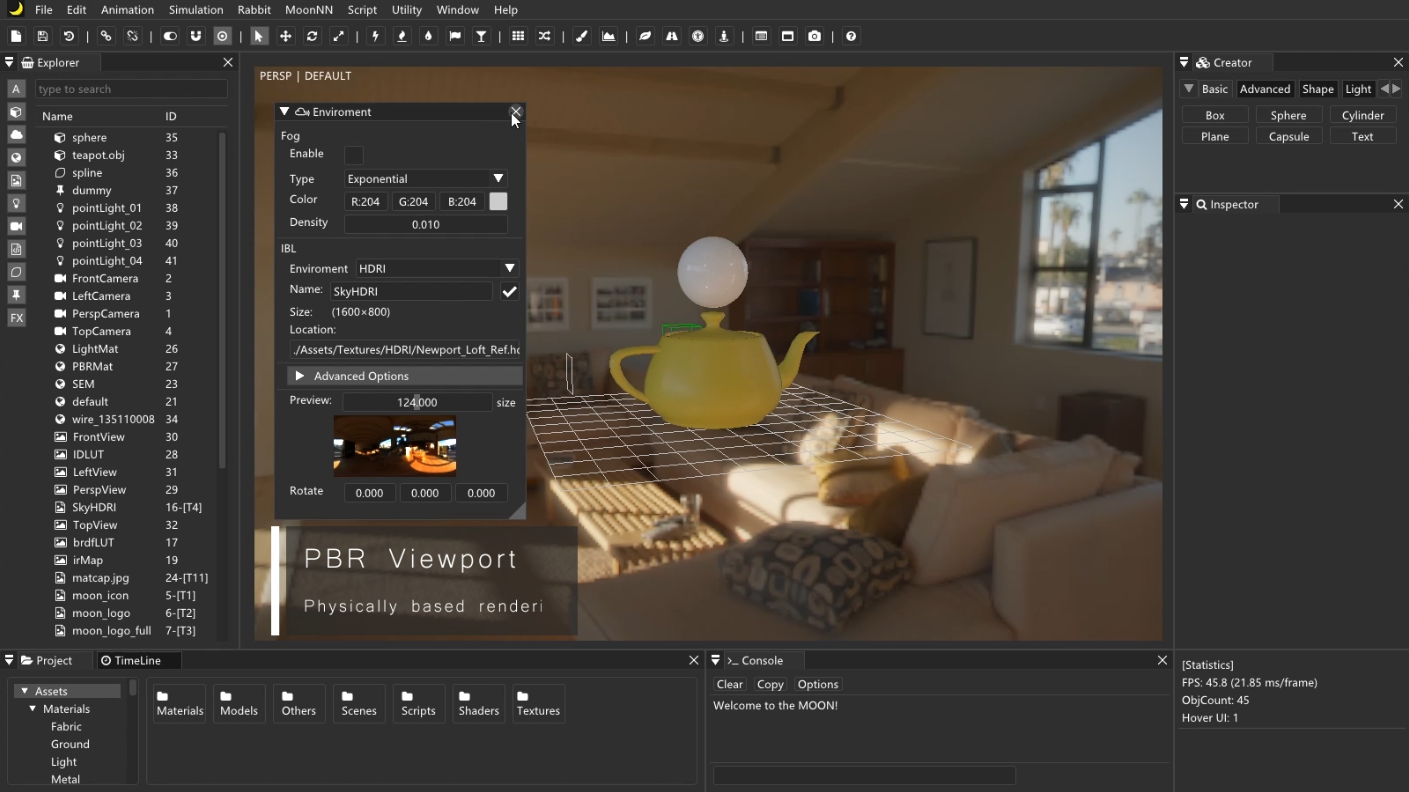 File Edit Animation Simulation Rabbit MoonNN Script Utility Window Help
Explorer
type to search
Name ID
sphere 35
teapot.obj 33
spline 36
dummy 37
pointLight_01 38
pointLight_02 39
pointLight_03 40
pointLight_04 41
FrontCamera 2
LeftCamera 3
PerspCamera 1
TopCamera 4
LightMat 26
PBRMat 27
SEM 23
default 21
wire_135110008 34
FrontView 30
IDLUT 28
LeftView 31
PerspView 29
SkyHDRI 16-[T4]
TopView 32
brdfLUT 17
irMap 19
matcap.jpg 24-[T11]
moon_icon 5-[T1]
moon_logo 6-[T2]
moon_logo_full 7-[T3]
A
FX
PERSP | DEFAULT
Enviroment
Fog
Enable
Type Exponential
Color R:204 G:204 B:204
Density 0.010
IBL
Enviroment HDRI
Name: SkyHDRI
Size: (1600×800)
Location:
./Assets/Textures/HDRI/Newport_Loft_Ref.hd
Advanced Options
Preview: 124.000 size
Rotate 0.000 0.000 0.000
PBR Viewport
Physically based renderi
Creator
Basic Advanced Shape Light
Box Sphere Cylinder
Plane Capsule Text
Inspector
Project TimeLine
Assets
Materials
Fabric
Ground
Light
Metal
Materials Models Others Scenes Scripts Shaders Textures
Console
Clear Copy Options
Welcome to the MOON!
[Statistics]
FPS: 45.8 (21.85 ms/frame)
ObjCount: 45
Hover UI: 1